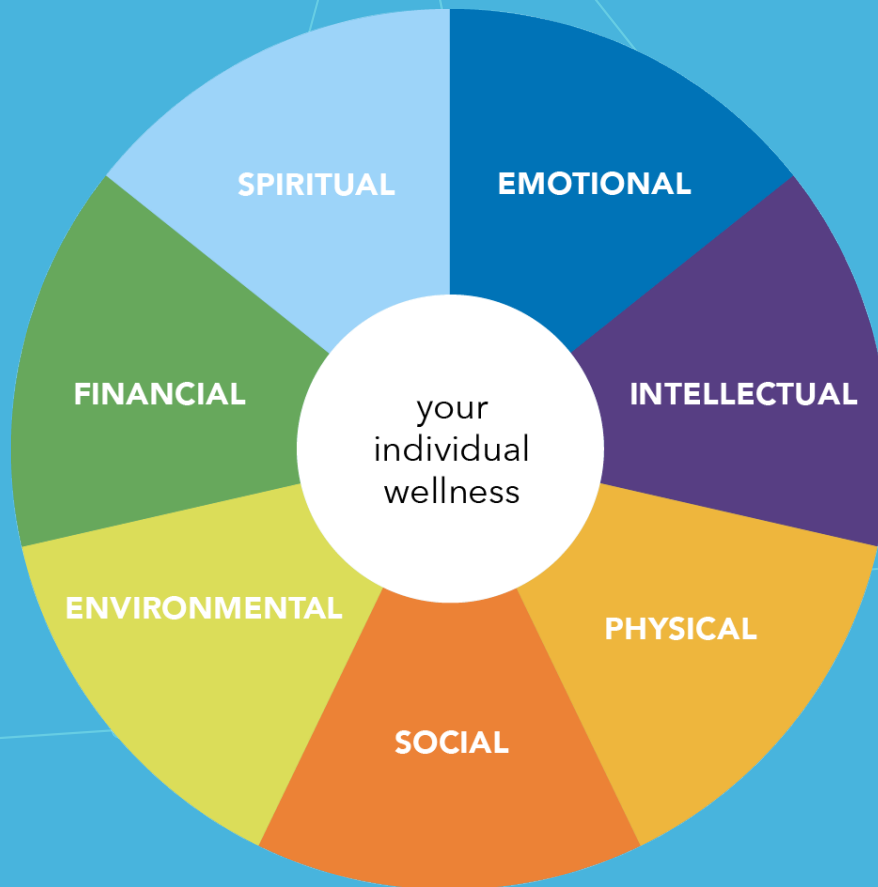 SPIRITUAL
EMOTIONAL
FINANCIAL
your
individual
wellness
INTELLECTUAL
ENVIRONMENTAL
PHYSICAL
SOCIAL